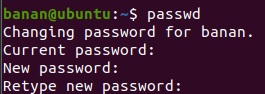 banan@ubuntu:~$ passwd
Changing password for banan.
Current password:
New password:
Retype new password: